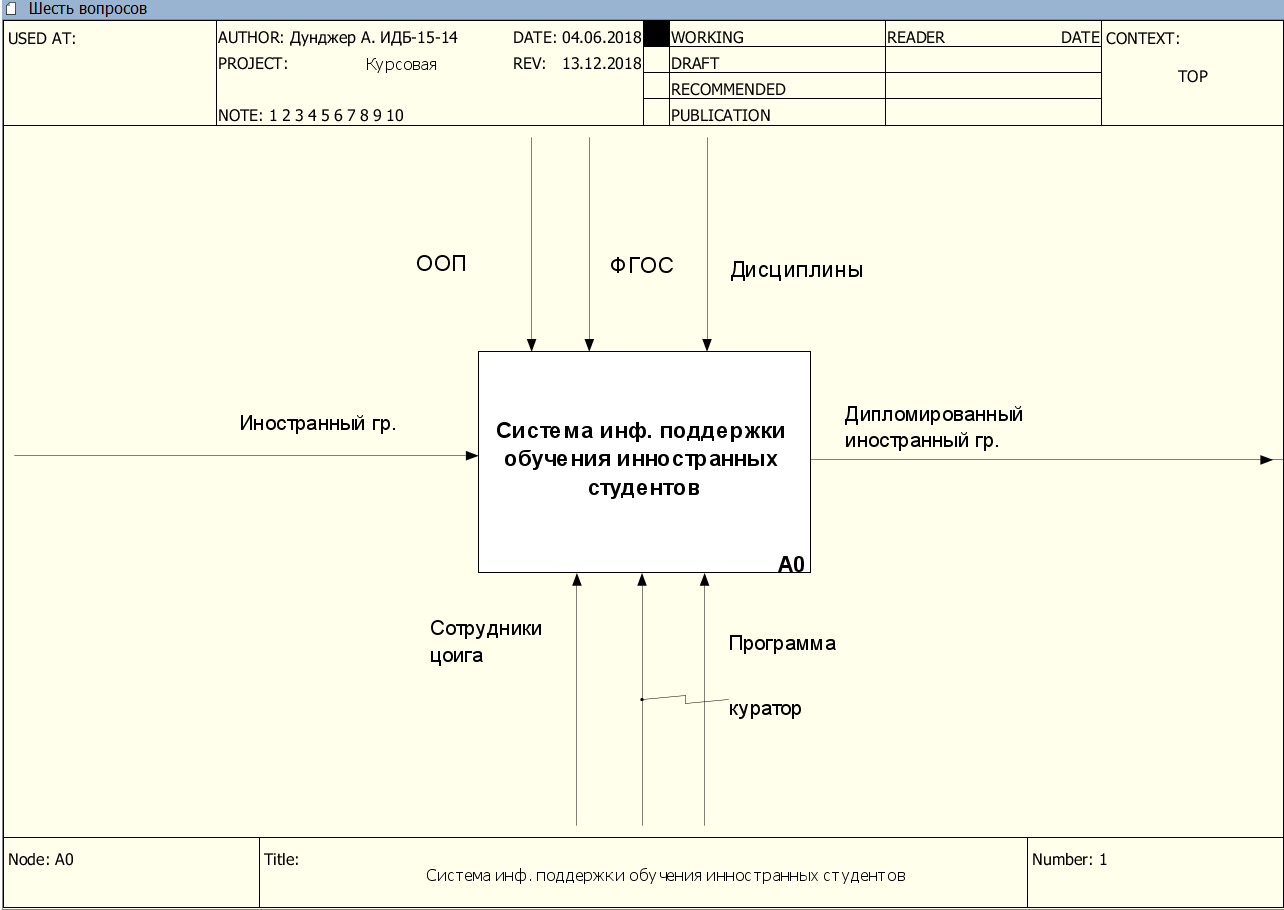 Шесть вопросов
USED AT:
AUTHOR: Дунджер А. ИДБ-15-14
DATE: 04.06.2018
PROJECT: Курсовая
REV: 13.12.2018
NOTE: 1 2 3 4 5 6 7 8 9 10
WORKING
DRAFT
RECOMMENDED
PUBLICATION
READER
DATE
CONTEXT:
TOP
ООП
ФГОС
Дисциплины
Иностранный гр.
Система инф. поддержки
обучения инностранных
студентов
A0
Дипломированный
иностранный гр.
Сотрудники
цоига
Программа
куратор
Node: A0
Title:
Система инф. поддержки обучения инностранных студентов
Number: 1